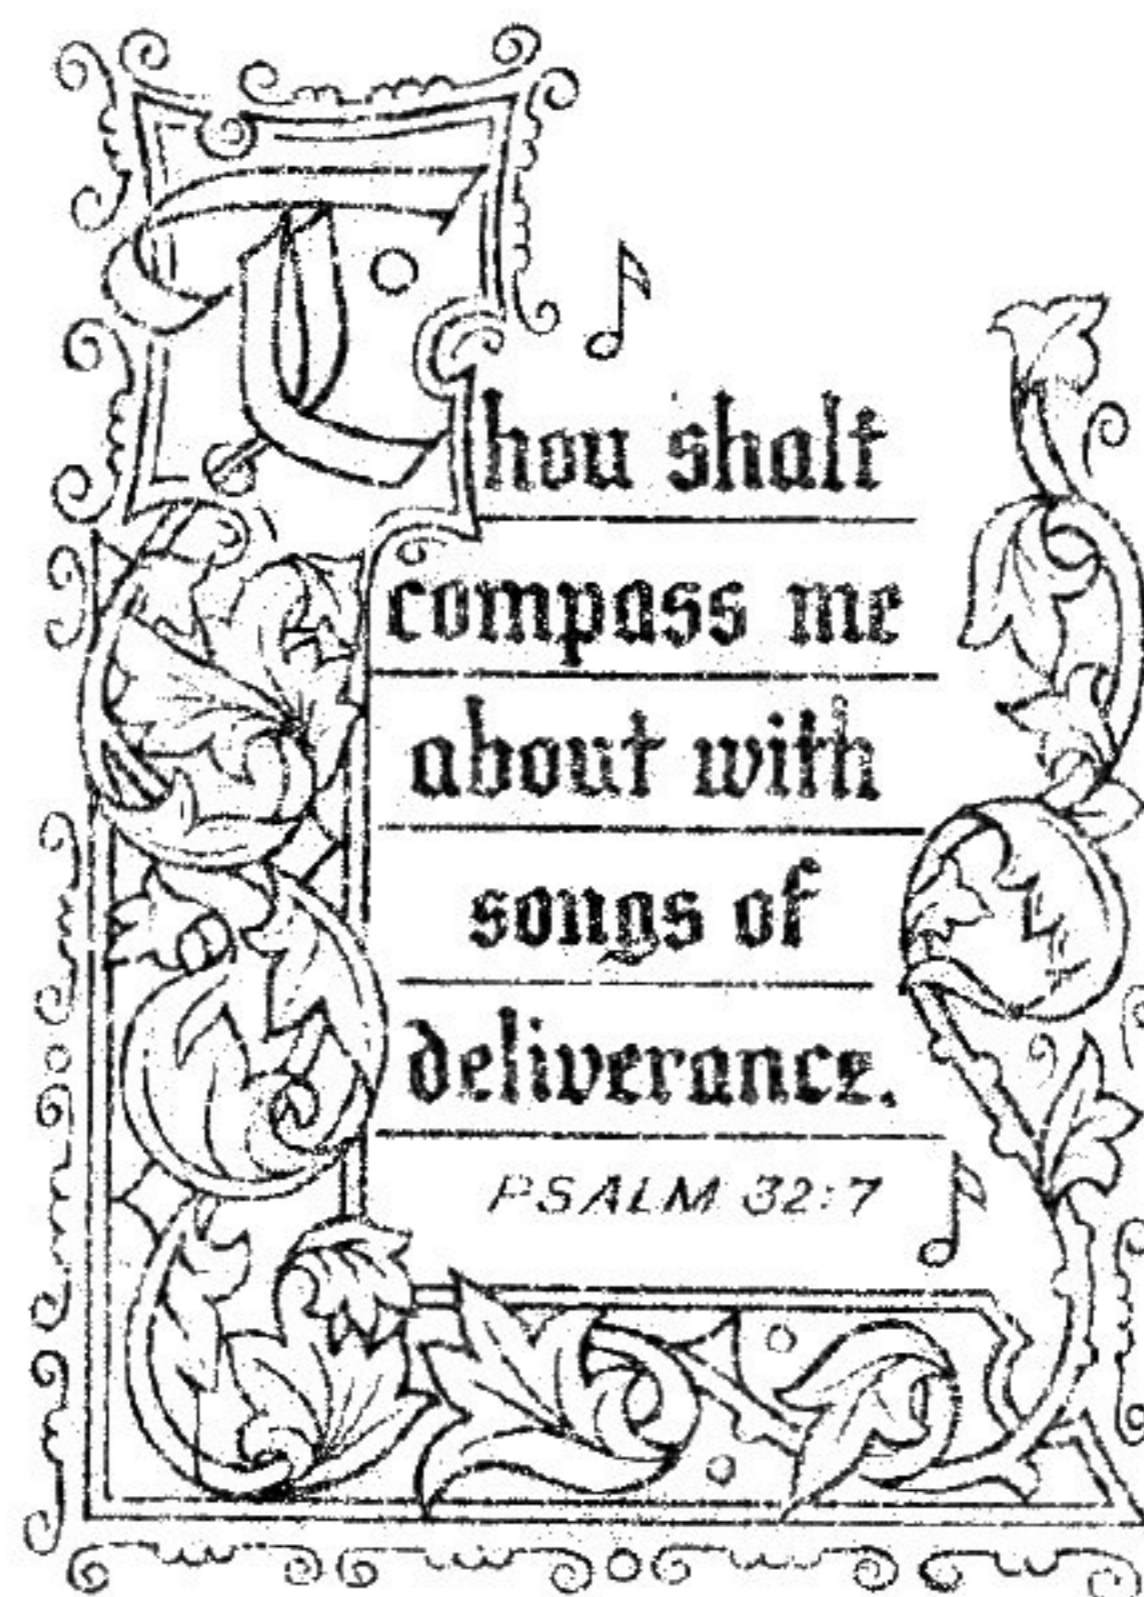 Thou shalt
compass me
about with
songs of
deliverance.
PSALM 32:7